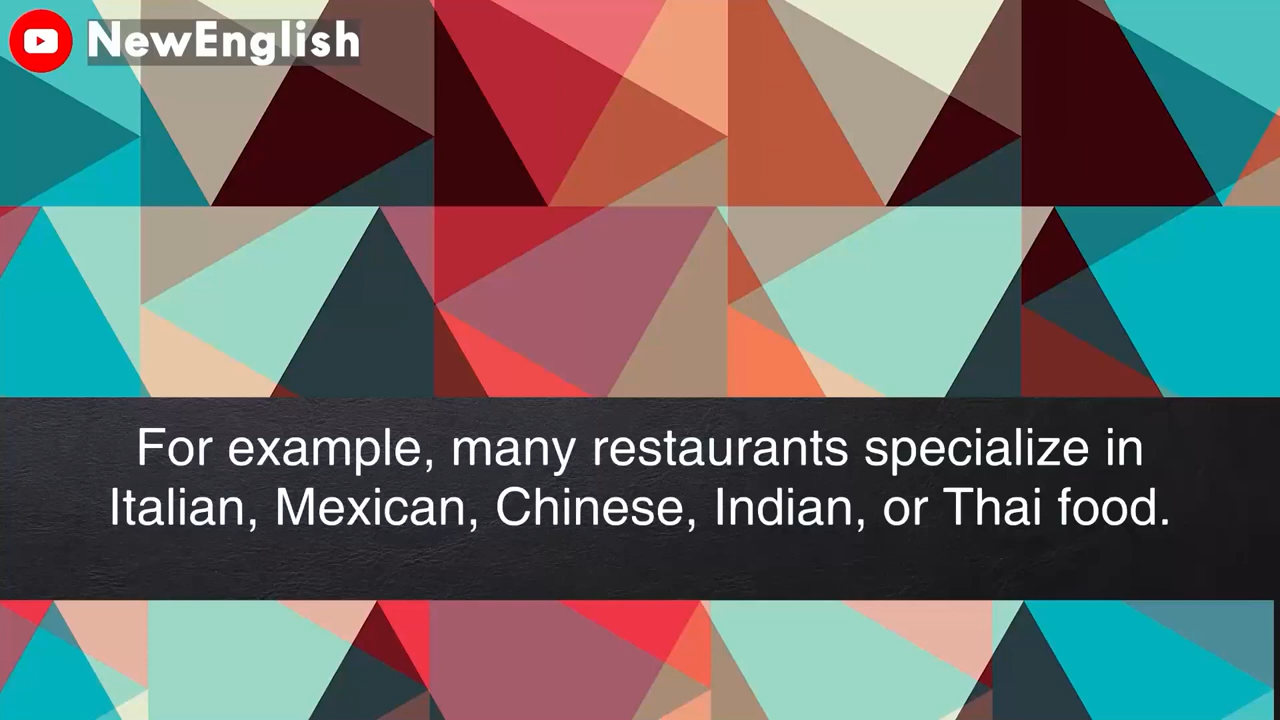 NewEnglish
For example, many restaurants specialize in
Italian, Mexican, Chinese, Indian, or Thai food.